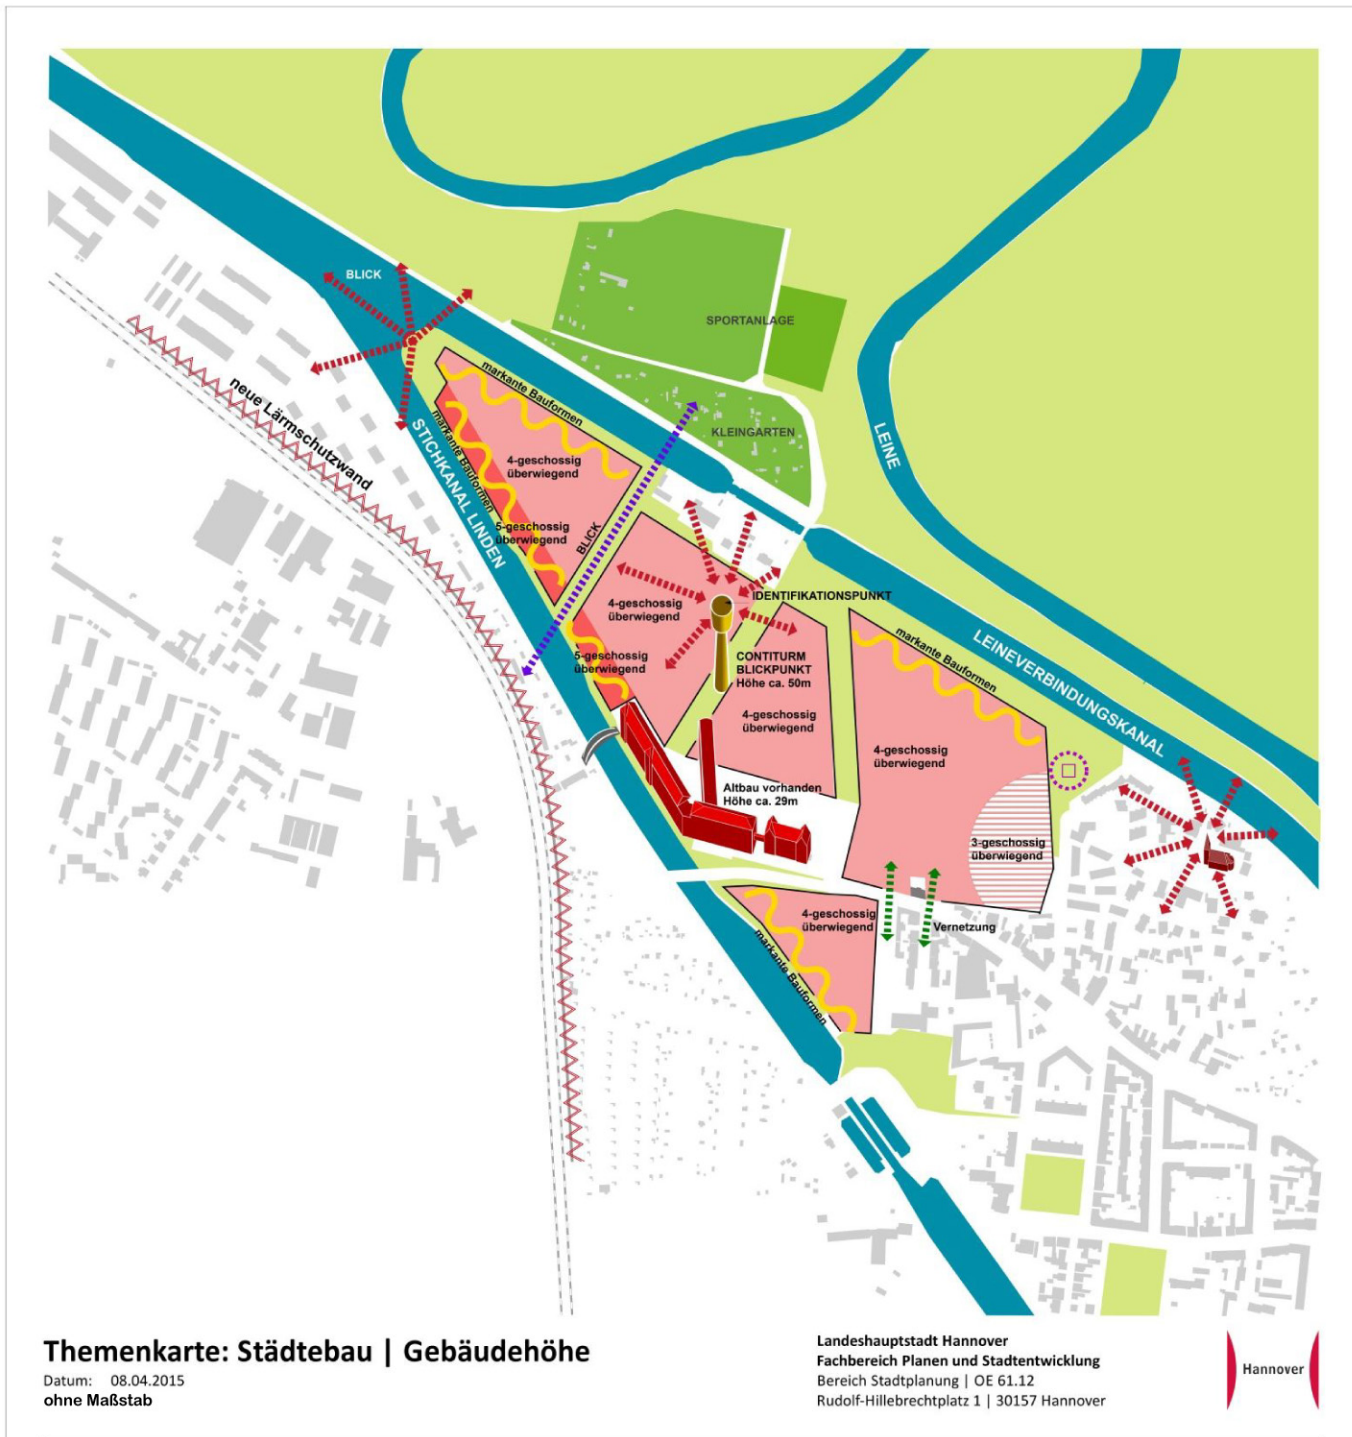 BLICK
SPORTANLAGE
KLEINGARTEN
LEINE
neue Lärmschutzwand
STICHKANAL LINDEN
markante Bauformen
markante Bauformen
4-geschossig
überwiegend
5-geschossig
überwiegend
BLICK
IDENTIFIKATIONSPUNKT
4-geschossig
überwiegend
5-geschossig
überwiegend
CONTITURM
BLICKPUNKT
Höhe ca. 50m
4-geschossig
überwiegend
markante Bauformen
LEINEVERBINDUNGSKANAL
4-geschossig
überwiegend
Altbau vorhanden
Höhe ca. 29m
3-geschossig
überwiegend
4-geschossig
überwiegend
Vernetzung
markante Bauformen
Themenkarte: Städtebau | Gebäudehöhe
Datum: 08.04.2015
ohne Maßstab
Landeshauptstadt Hannover
Fachbereich Planen und Stadtentwicklung
Bereich Stadtplanung | OE 61.12
Rudolf-Hillebrechtplatz 1 | 30157 Hannover
Hannover